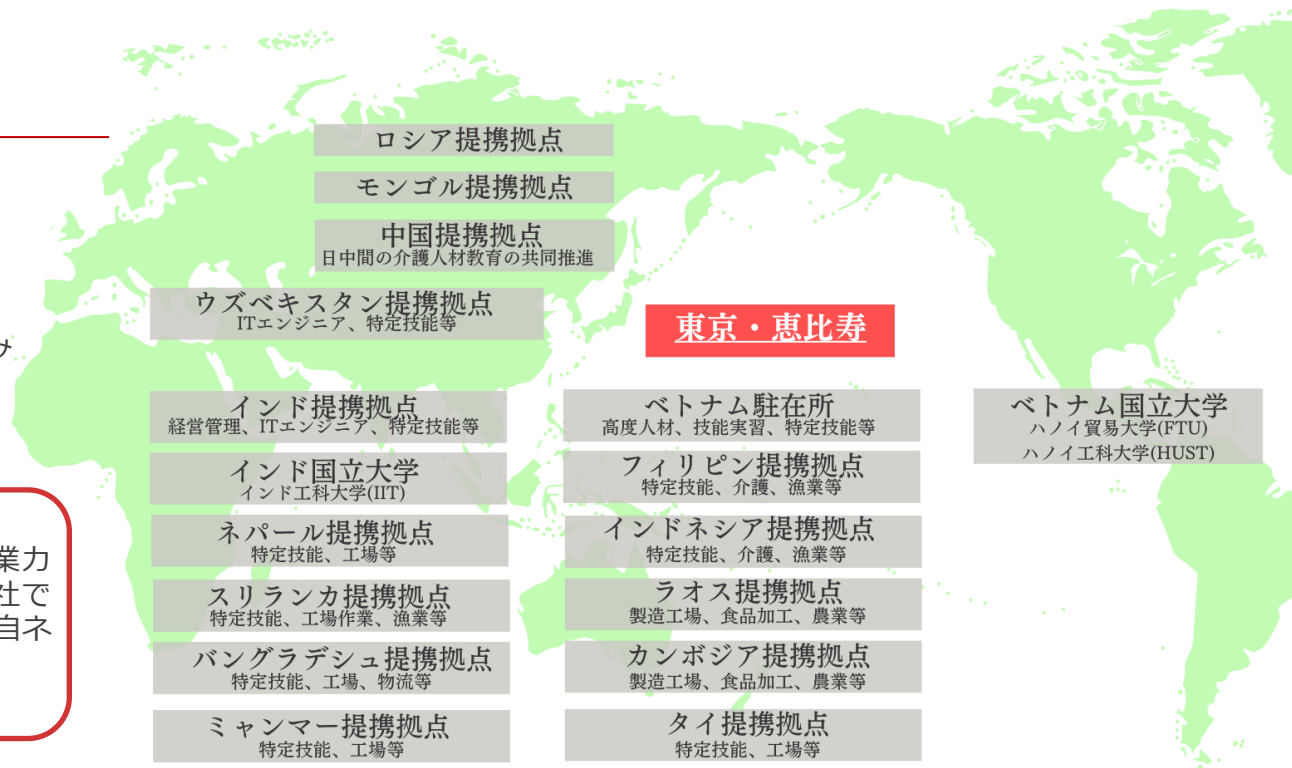 ロシア提携拠点
モンゴル提携拠点
中国提携拠点
日中間の介護人材教育の共同推進
ウズベキスタン提携拠点
ITエンジニア、特定技能等
東京・恵比寿
インド提携拠点
経営管理、ITエンジニア、特定技能等
インド国立大学
インド工科大学(IIT)
ネパール提携拠点
特定技能、工場等
スリランカ提携拠点
特定技能、工場作業、漁業等
バングラデシュ提携拠点
特定技能、工場、物流等
ミャンマー提携拠点
特定技能、工場等
ベトナム駐在所
高度人材、技能実習、特定技能等
フィリピン提携拠点
特定技能、介護、漁業等
インドネシア提携拠点
特定技能、介護、漁業等
ラオス提携拠点
製造工場、食品加工、農業等
カンボジア提携拠点
製造工場、食品加工、農業等
タイ提携拠点
特定技能、工場等
ベトナム国立大学
ハノイ貿易大学(FTU)
ハノイ工科大学(HUST)
業力
社で
自ネ